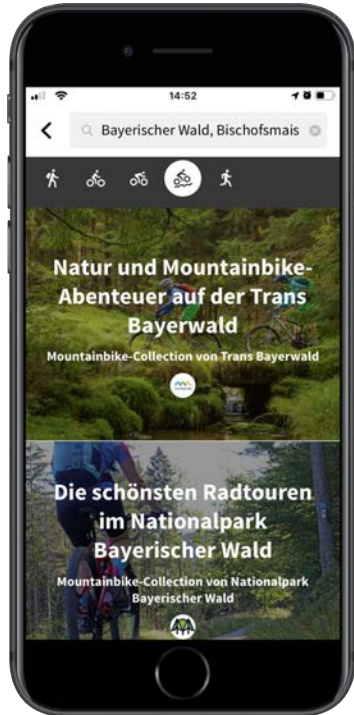 14:52
Bayerischer Wald, Bischofsmais
Natur und Mountainbike-
Abenteuer auf der Trans
Bayerwald
Mountainbike-Collection von Trans Bayerwald
Die schönsten Radtouren
im Nationalpark
Bayerischer Wald
Mountainbike-Collection von Nationalpark
Bayerischer Wald